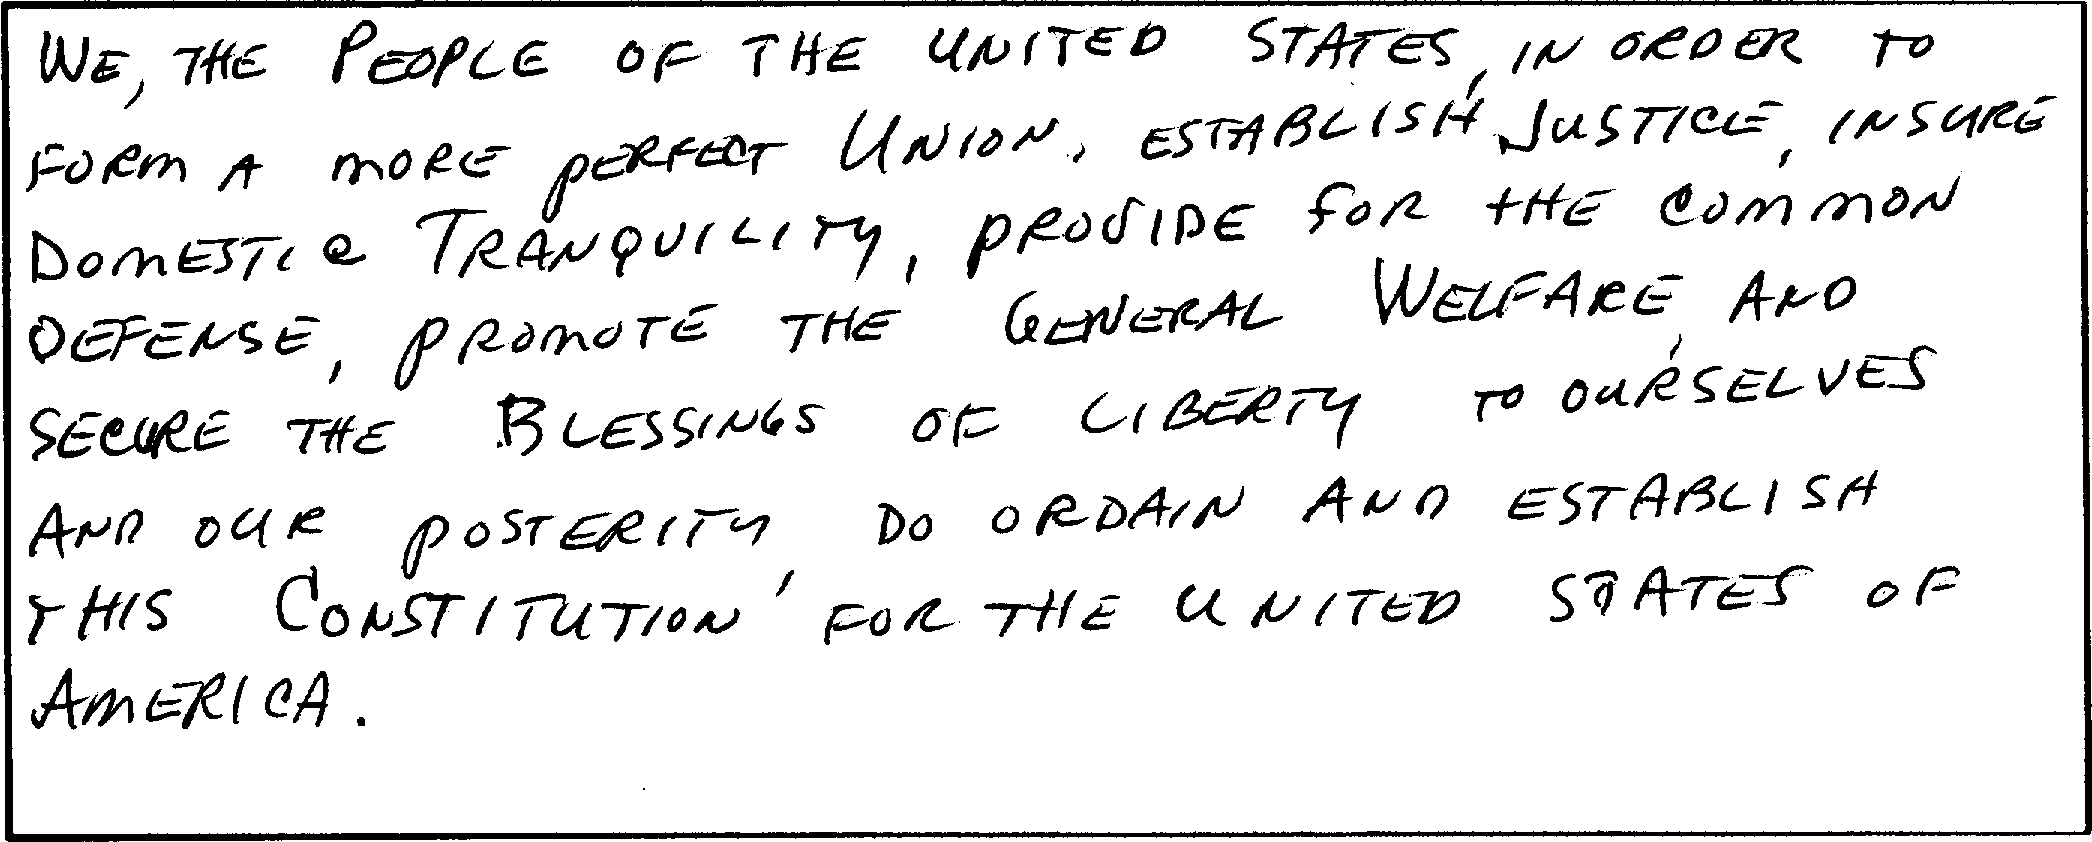 WE, THE PEOPLE OF THE UNITED STATES, IN ORDER TO
FORM A MORE PERFECT UNION, ESTABLISH JUSTICE, INSURE
DOMESTIC TRANQUILITY, PROVIDE FOR THE COMMON
DEFENSE, PROMOTE THE GENERAL WELFARE, AND
SECURE THE BLESSINGS OF LIBERTY TO OURSELVES
AND OUR POSTERITY, DO ORDAIN AND ESTABLISH
THIS CONSTITUTION FOR THE UNITED STATES OF
AMERICA.